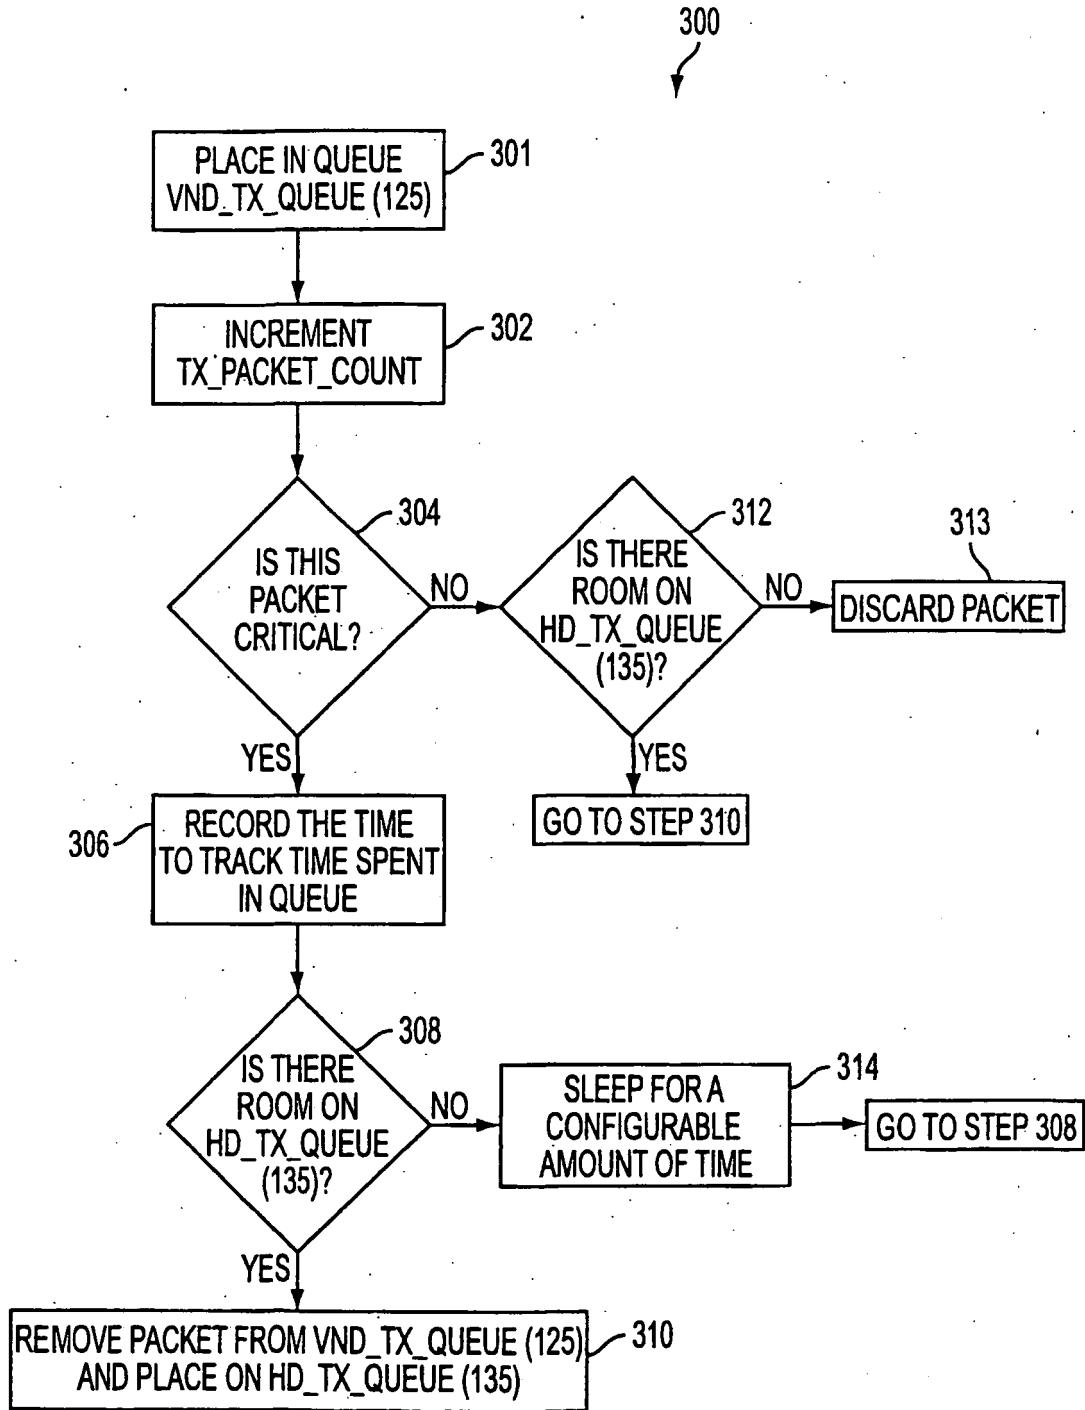 300
PLACE IN QUEUE
VND_TX_QUEUE (125)
301
INCREMENT
TX_PACKET_COUNT
302
IS THIS
PACKET
CRITICAL?
304
NO
IS THERE
ROOM ON
HD_TX_QUEUE
(135)?
312
NO
DISCARD PACKET
313
YES
YES
GO TO STEP 310
RECORD THE TIME
TO TRACK TIME SPENT
IN QUEUE
306
IS THERE
ROOM ON
HD_TX_QUEUE
(135)?
308
NO
SLEEP FOR A
CONFIGURABLE
AMOUNT OF TIME
314
GO TO STEP 308
YES
REMOVE PACKET FROM VND_TX_QUEUE (125)
AND PLACE ON HD_TX_QUEUE (135)
310